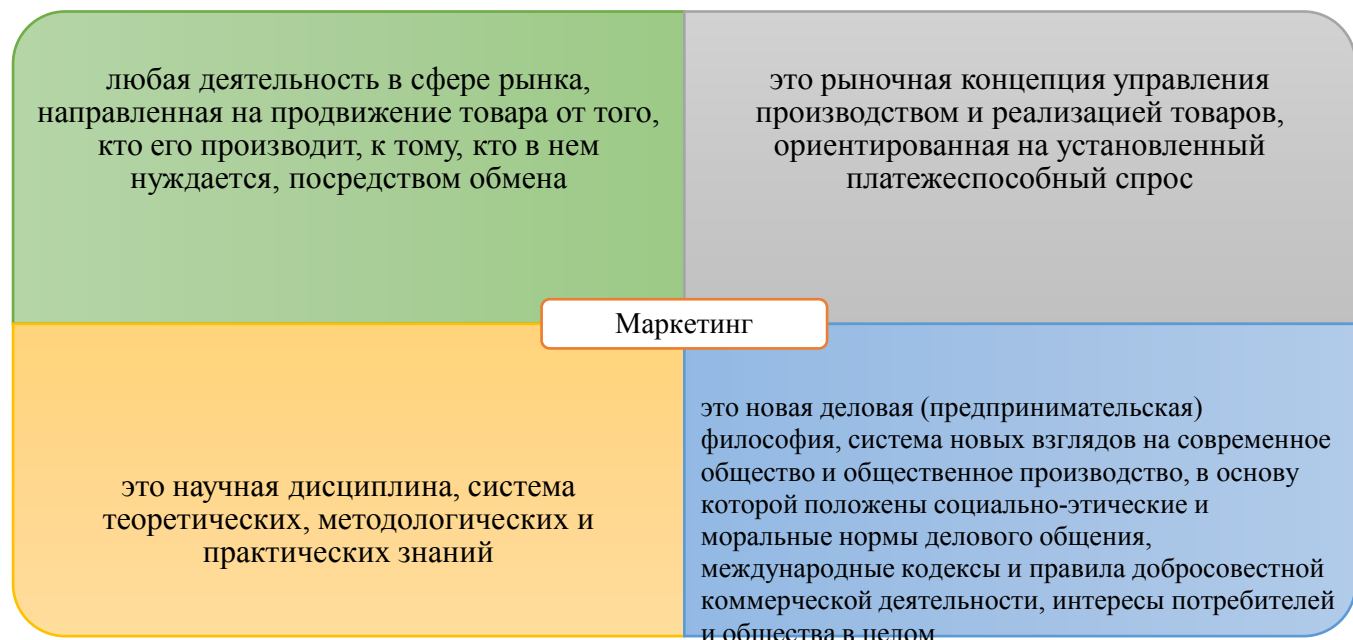 любая деятельность в сфере рынка,
направленная на продвижение товара от того,
кто его производит, к тому, кто в нем
нуждается, посредством обмена
это рыночная концепция управления
производством и реализацией товаров,
ориентированная на установленный
платежеспособный спрос
Маркетинг
это научная дисциплина, система
теоретических, методологических и
практических знаний
это новая деловая (предпринимательская)
философия, система новых взглядов на современное
общество и общественное производство, в основу
которой положены социально-этические и
моральные нормы делового общения,
международные кодексы и правила добросовестной
коммерческой деятельности, интересы потребителей
и общества в целом